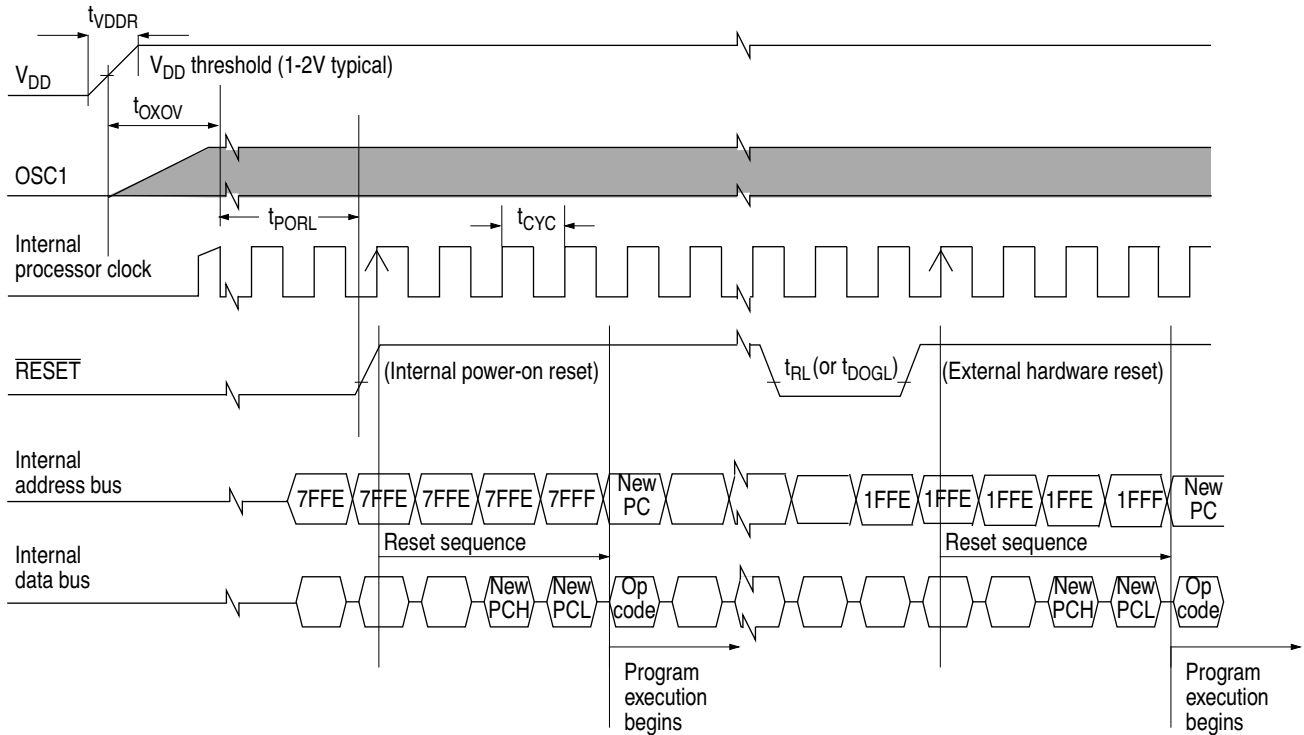 tVDDR
VDD
VDD threshold (1-2V typical)
tOXOV
OSC1
tPORL
tCYC
Internal
processor clock
RESET
(Internal power-on reset)
tRL (or tDOGL)
(External hardware reset)
Internal
address bus
7FFE 7FFE 7FFE 7FFE 7FFF New PC
1FFE 1FFE 1FFE 1FFE 1FFF New PC
Reset sequence
Reset sequence
Internal
data bus
New PCH New PCL Op code
New PCH New PCL Op code
Program
execution
begins
Program
execution
begins